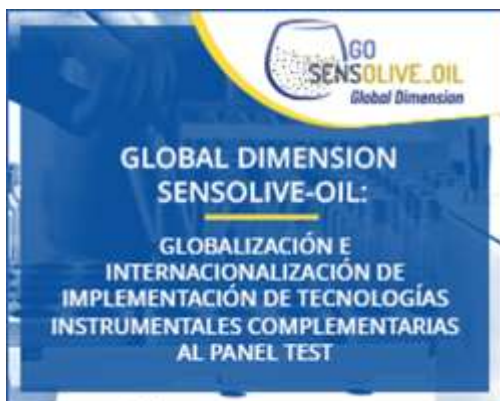 GO
SENSOLIVE_OIL
Global Dimension
GLOBAL DIMENSION
SENSOLIVE-OIL:
GLOBALIZACIÓN E
INTERNACIONALIZACIÓN DE
IMPLEMENTACIÓN DE TECNOLOGÍAS
INSTRUMENTALES COMPLEMENTARIAS
AL PANEL TEST